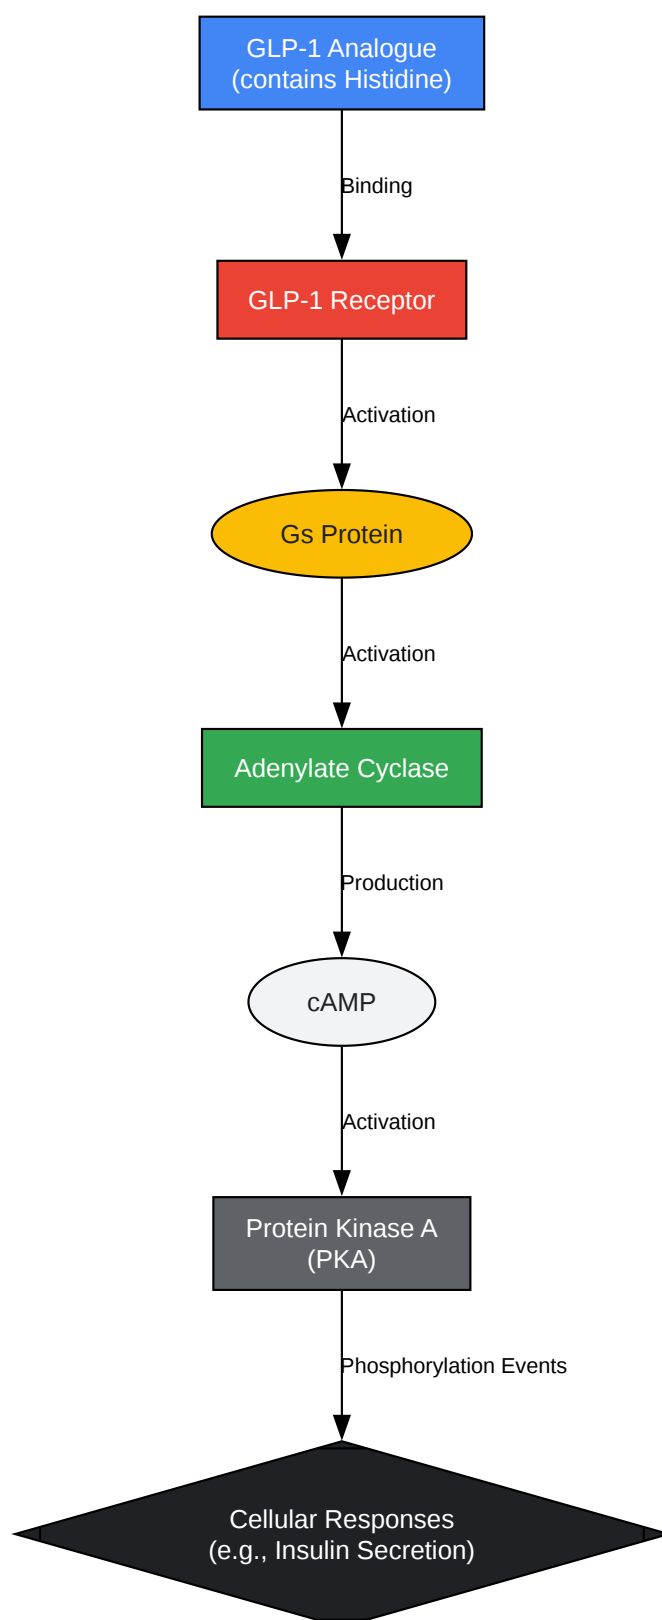 GLP-1 Analogue
(contains Histidine)
Binding
GLP-1 Receptor
Activation
Gs Protein
Activation
Adenylate Cyclase
Production
cAMP
Activation
Protein Kinase A
(PKA)
Phosphorylation Events
Cellular Responses
(e.g., Insulin Secretion)